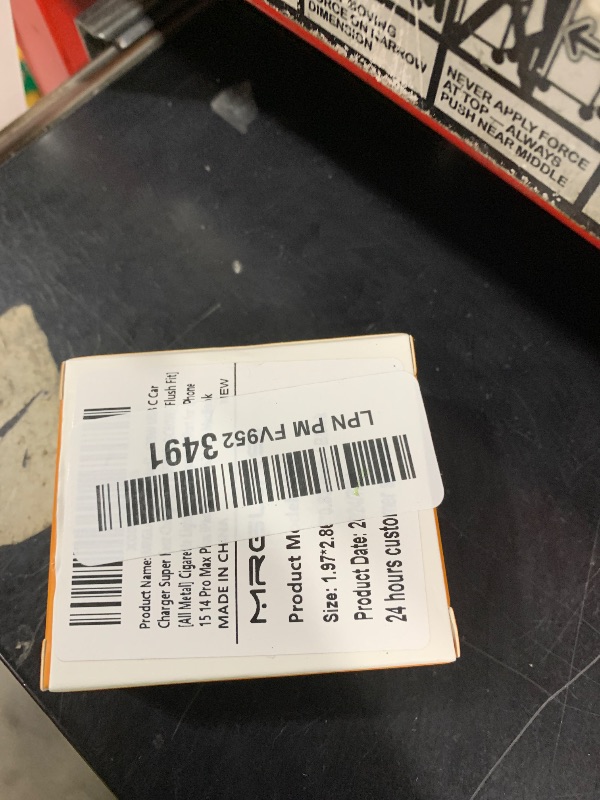 MOVING
DIMENSION
NEVER APPLY FORCE
AT TOP — ALWAYS
PUSH NEAR MIDDLE
LPN PM FV952 3491
Product Name:
C Car
Charger Super
Flush Fit]
[All Metal] Cigare
Phone
15 14 Pro Max P
MADE IN CH
Product M
Size: 1.97*2.8
Product Date: 2
24 hours custo